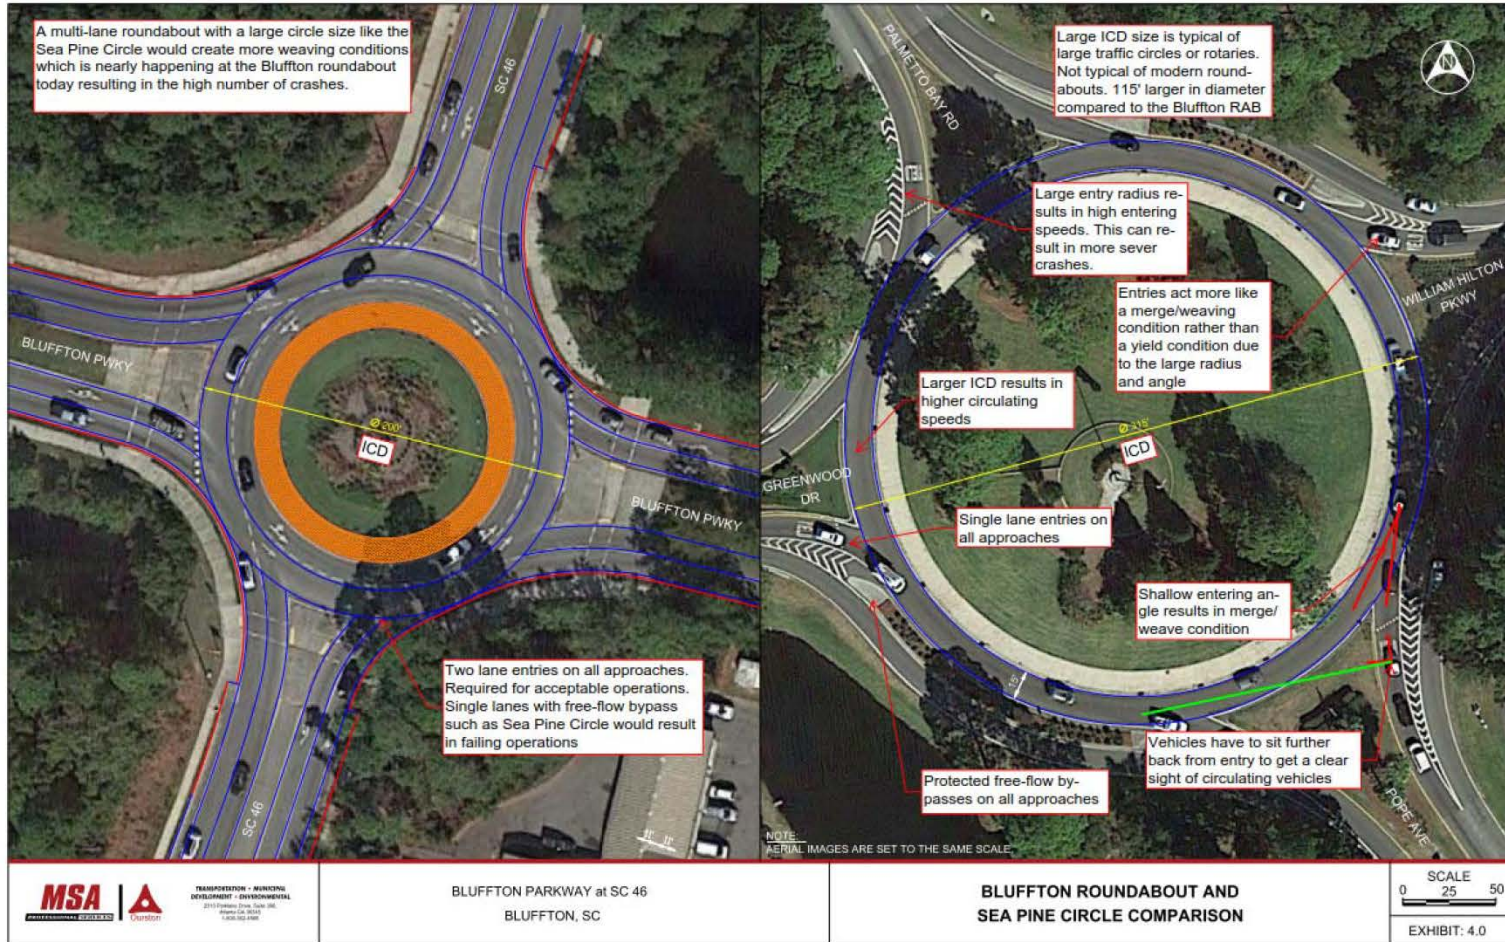 A multi-lane roundabout with a large circle size like the
Sea Pine Circle would create more weaving conditions
which is nearly happening at the Bluffton roundabout
today resulting in the high number of crashes.
SC 46
BLUFFTON PWKY
Ø 200'
ICD
BLUFFTON PWKY
Two lane entries on all approaches.
Required for acceptable operations.
Single lanes with free-flow bypass
such as Sea Pine Circle would result
in failing operations
SC 46
11' 11'
PALMETTO BAY RD
Large ICD size is typical of
large traffic circles or rotaries.
Not typical of modern round-
abouts. 115' larger in diameter
compared to the Bluffton RAB
N
Large entry radius re-
sults in high entering
speeds. This can re-
sult in more sever
crashes.
Entries act more like
a merge/weaving
condition rather than
a yield condition due
to the large radius
and angle
WILLIAM HILTON
PKWY
Larger ICD results in
higher circulating
speeds
Ø 315'
ICD
GREENWOOD
DR
Single lane entries on
all approaches
Shallow entering an-
gle results in merge/
weave condition
15'
Vehicles have to sit further
back from entry to get a clear
sight of circulating vehicles
Protected free-flow by-
passes on all approaches
POPE AVE
NOTE:
AERIAL IMAGES ARE SET TO THE SAME SCALE
MSA
PROFESSIONAL SERVICES
Ourston
TRANSPORTATION • MUNICIPAL
DEVELOPMENT • ENVIRONMENTAL
BLUFFTON PARKWAY at SC 46
BLUFFTON, SC
BLUFFTON ROUNDABOUT AND
SEA PINE CIRCLE COMPARISON
SCALE
0 25 50
EXHIBIT: 4.0